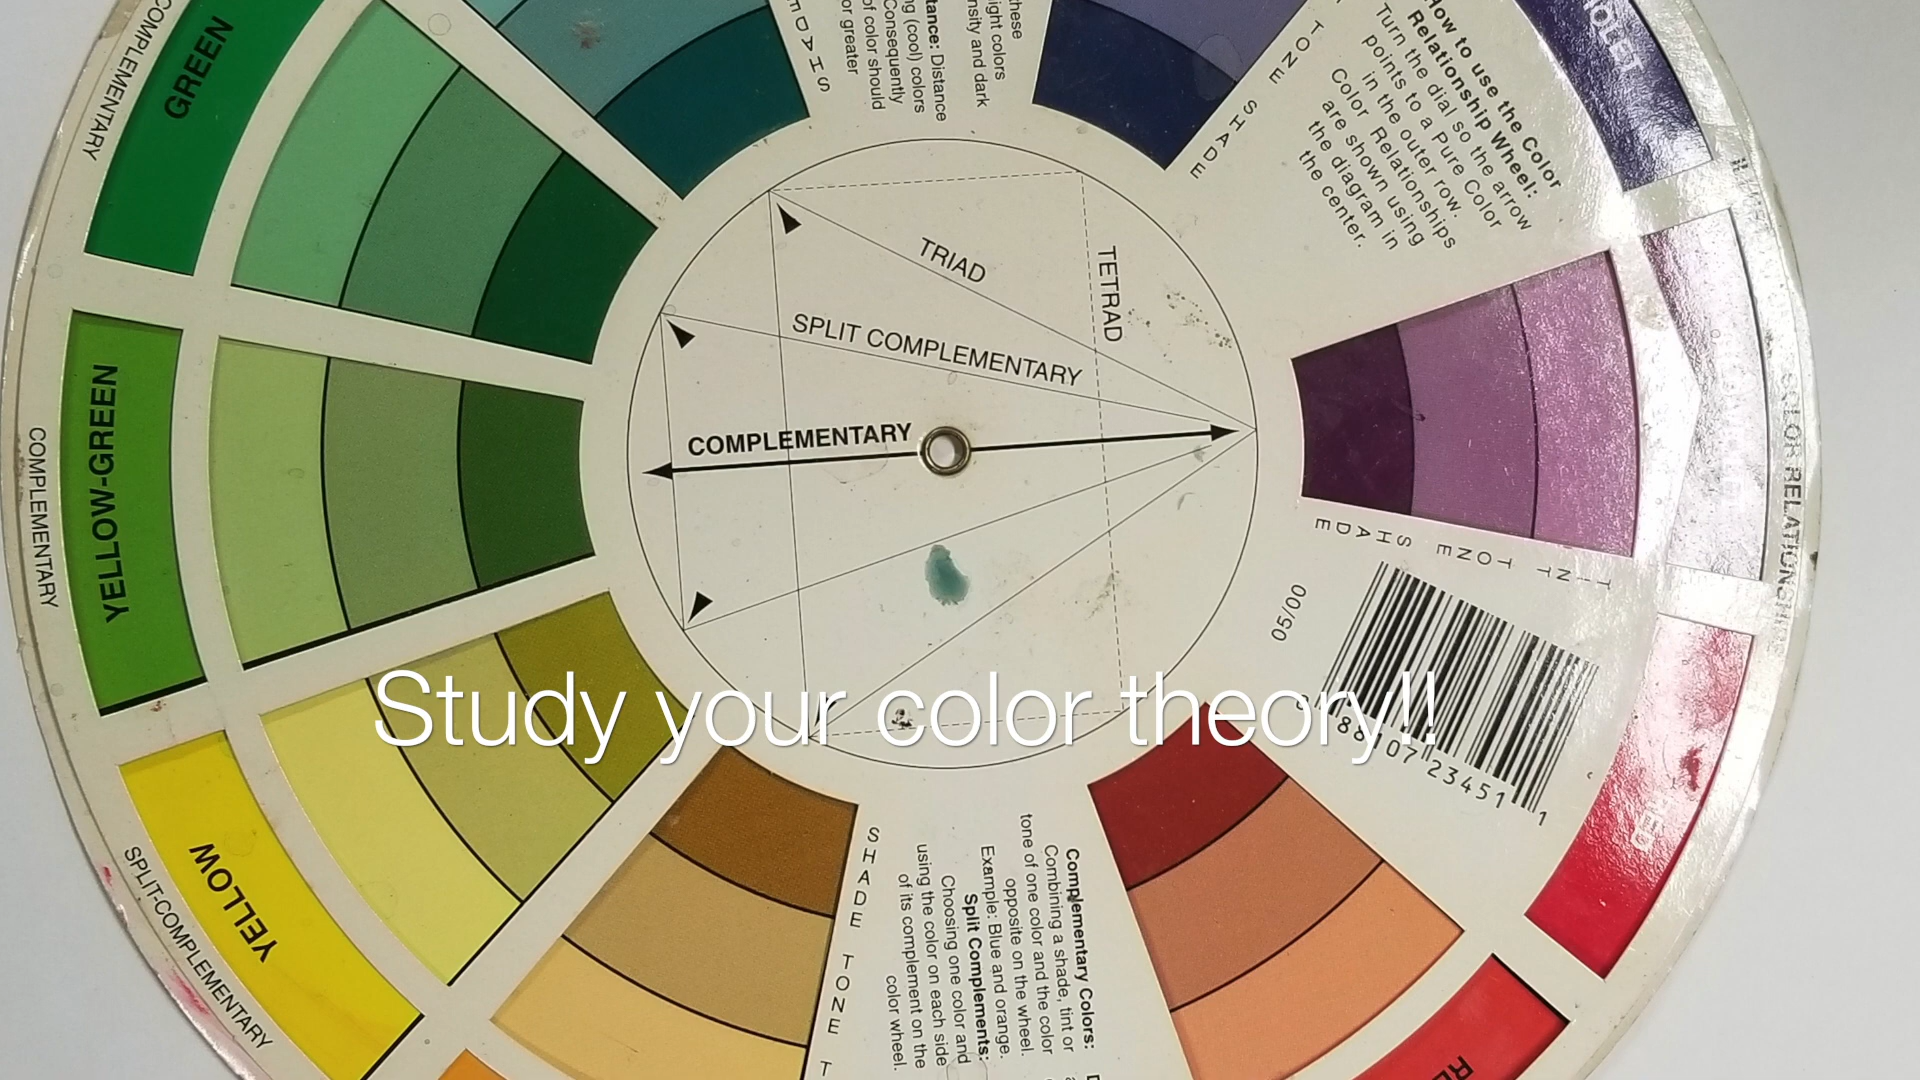 COMPLEMENTARY
GREEN
YELLOW-GREEN
COMPLEMENTARY
YELLOW
SPLIT-COMPLEMENTARY
these
ight colors
nsity and dark
tance: Distance
ng (cool) colors
Consequently
of color should
or greater
TONE SHADE
How to use the Color
Relationship Wheel:
Turn the dial so the arrow
points to a Pure Color
in the outer row.
Color Relationships
are shown using
the diagram in
the center.
TRIAD
TETRAD
SPLIT COMPLEMENTARY
COMPLEMENTARY
TINT TONE SHADE
COLOR RELATIONSHIPS
05/00
RED
Study your color theory!!
88107 23451 1
SHADE TONE T
Complementary Colors:
Combining a shade, tint or
tone of one color and the color
opposite on the wheel.
Example: Blue and orange.
Split Complements:
Choosing one color and
using the color on each side
of its complement on the
color wheel.